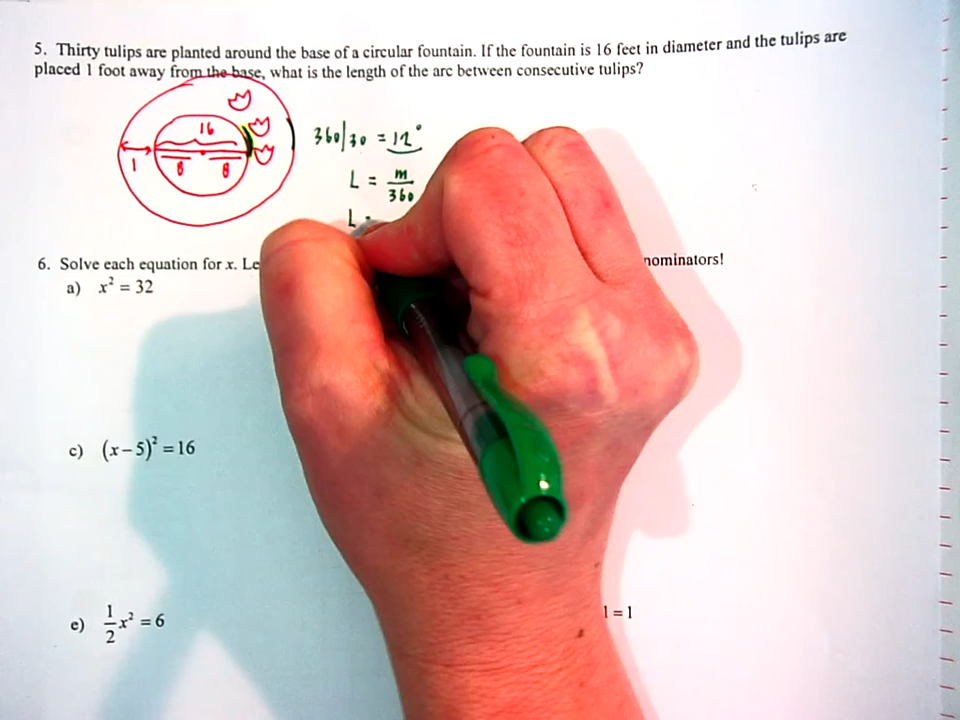 5. Thirty tulips are planted around the base of a circular fountain. If the fountain is 16 feet in diameter and the tulips are
placed 1 foot away from the base, what is the length of the arc between consecutive tulips?
16
1
8 8
360/30 = 12°
L = m/360
L
6. Solve each equation for x.
nominators!
a) x² = 32
c) (x−5)² = 16
e) 1/2 x² = 6
1 = 1